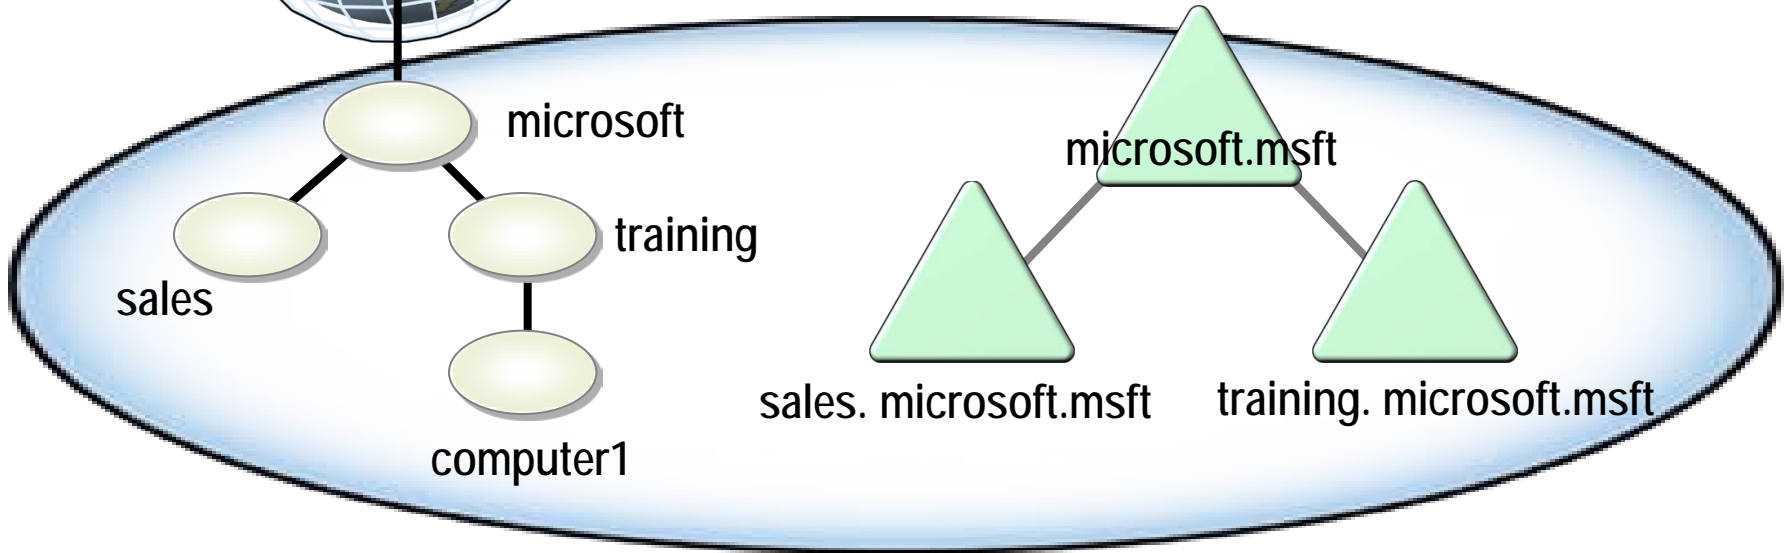 microsoft
training
sales
computer1
microsoft.msft
sales. microsoft.msft
training. microsoft.msft